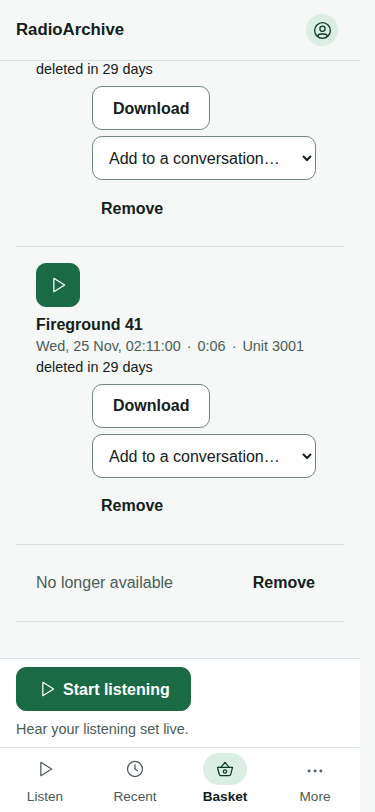 RadioArchive
deleted in 29 days
Download
Add to a conversation…
Remove
Fireground 41
Wed, 25 Nov, 02:11:00 · 0:06 · Unit 3001
deleted in 29 days
Download
Add to a conversation…
Remove
No longer available Remove
Start listening
Hear your listening set live.
Listen Recent Basket More